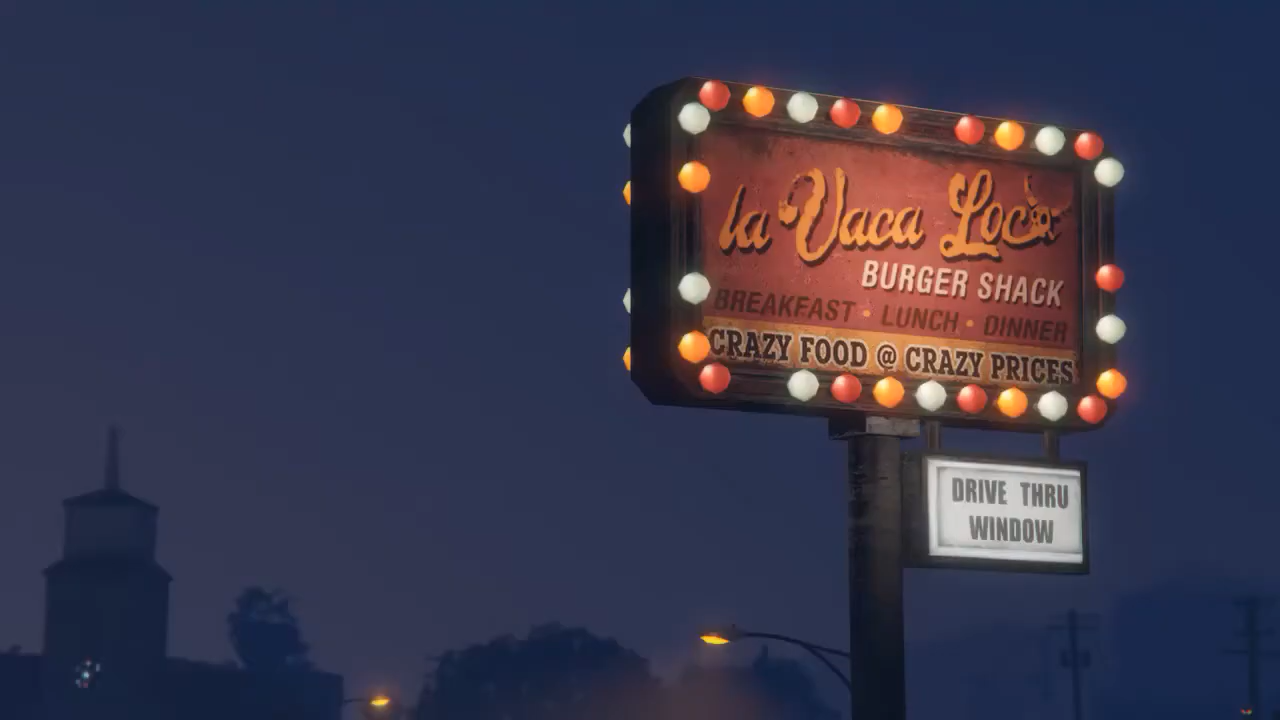 la Vaca Loca
BURGER SHACK
BREAKFAST • LUNCH • DINNER
CRAZY FOOD @ CRAZY PRICES
DRIVE THRU
WINDOW